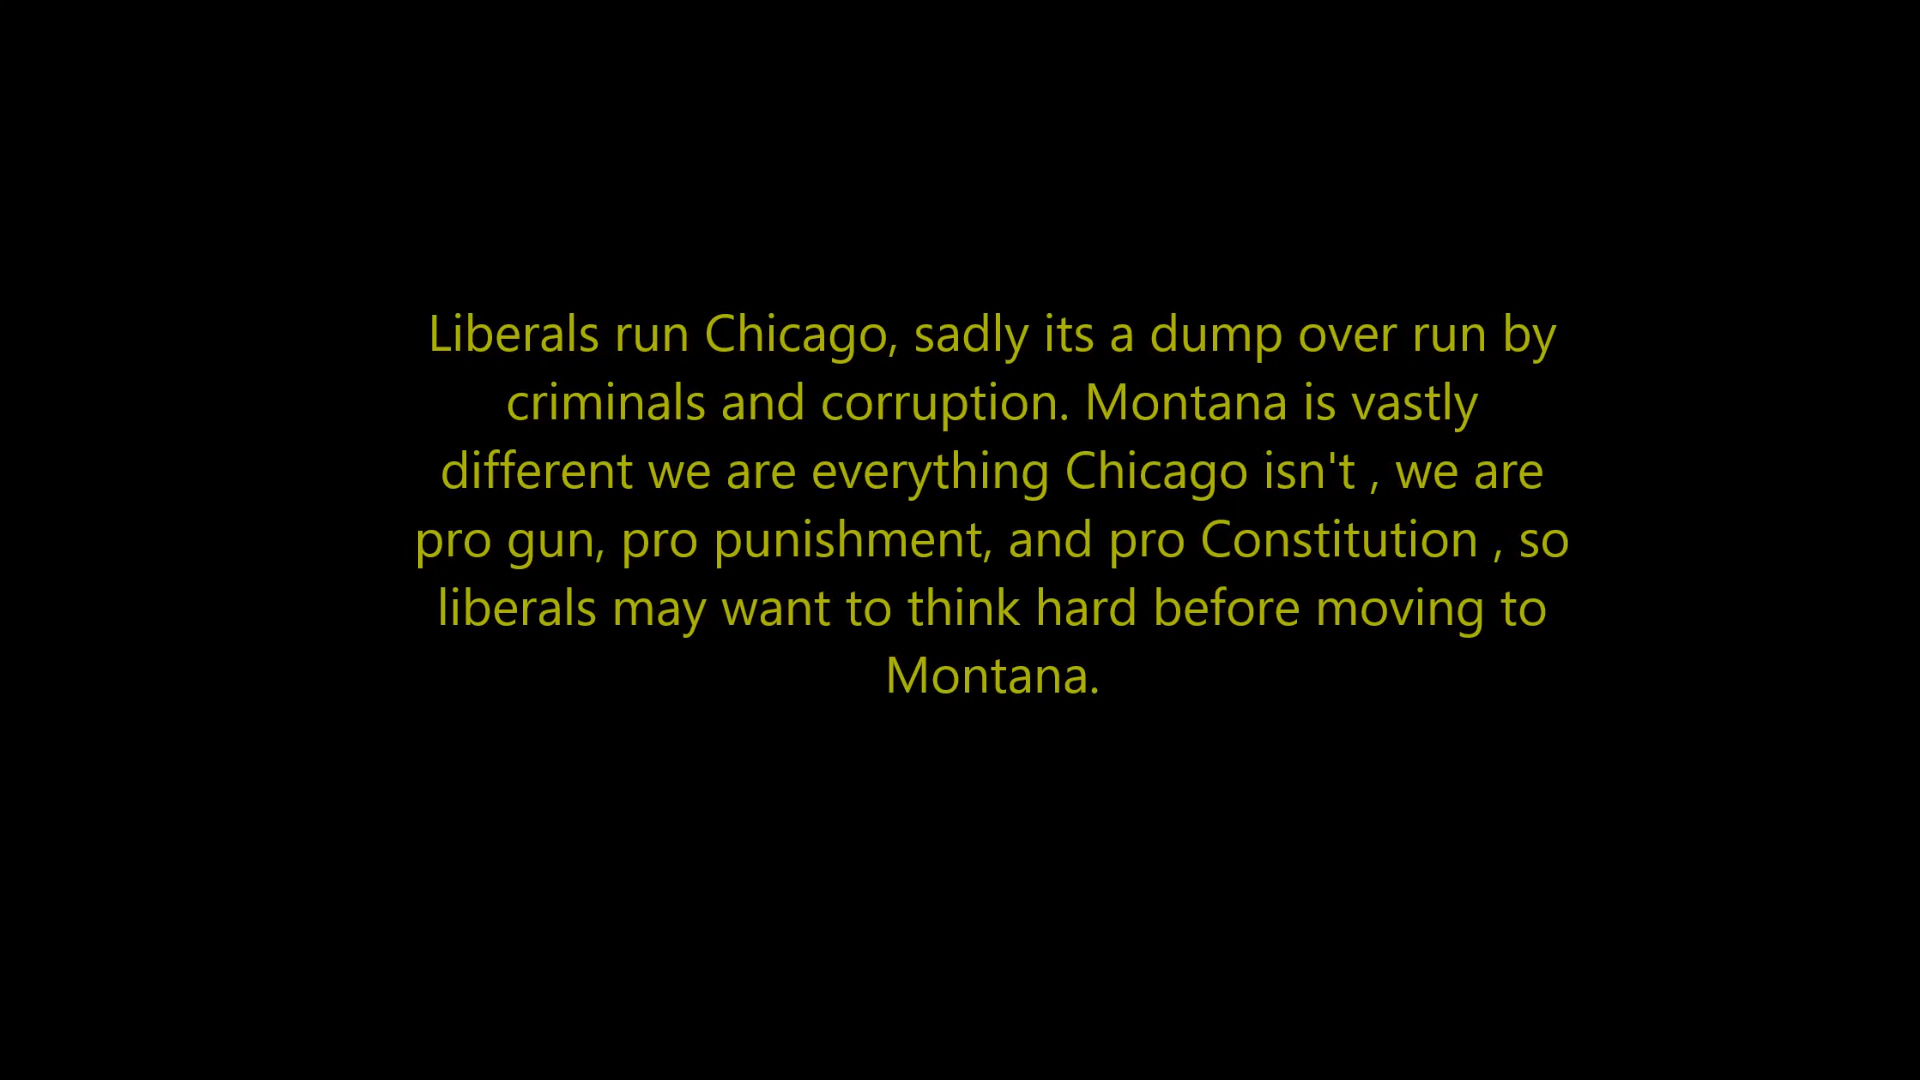 Liberals run Chicago, sadly its a dump over run by
criminals and corruption. Montana is vastly
different we are everything Chicago isn't , we are
pro gun, pro punishment, and pro Constitution , so
liberals may want to think hard before moving to
Montana.